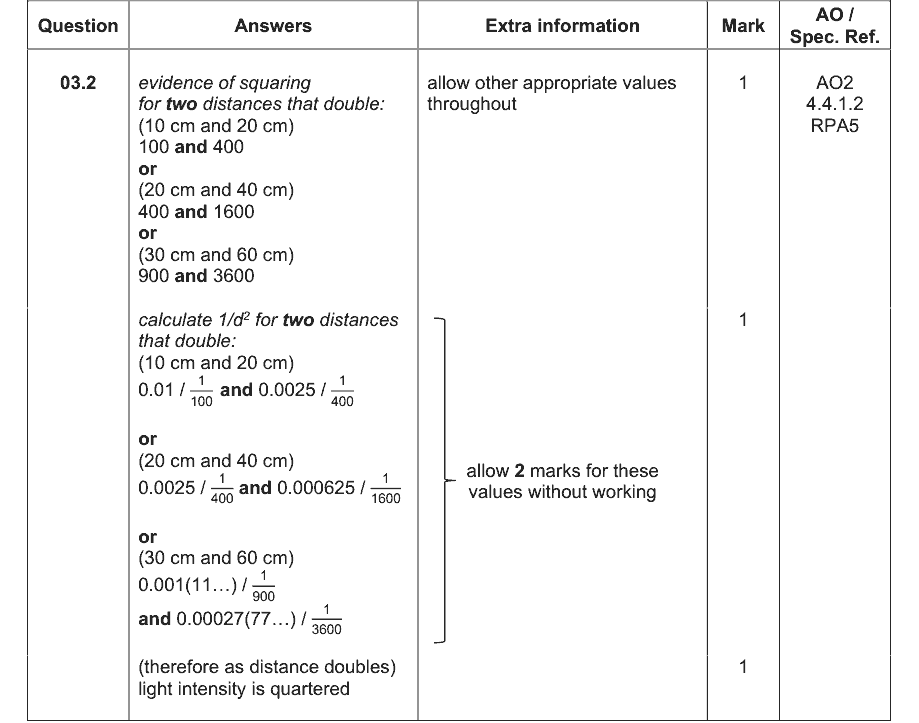 Question Answers Extra information Mark AO / Spec. Ref.
03.2 evidence of squaring allow other appropriate values 1 AO2
for two distances that double: throughout 4.4.1.2
(10 cm and 20 cm) RPA5
100 and 400
or
(20 cm and 40 cm)
400 and 1600
or
(30 cm and 60 cm)
900 and 3600
calculate 1/d² for two distances 1
that double:
(10 cm and 20 cm)
0.01 / 1/100 and 0.0025 / 1/400
or
(20 cm and 40 cm) allow 2 marks for these
0.0025 / 1/400 and 0.000625 / 1/1600 values without working
or
(30 cm and 60 cm)
0.001(11...) / 1/900
and 0.00027(77...) / 1/3600
(therefore as distance doubles) 1
light intensity is quartered